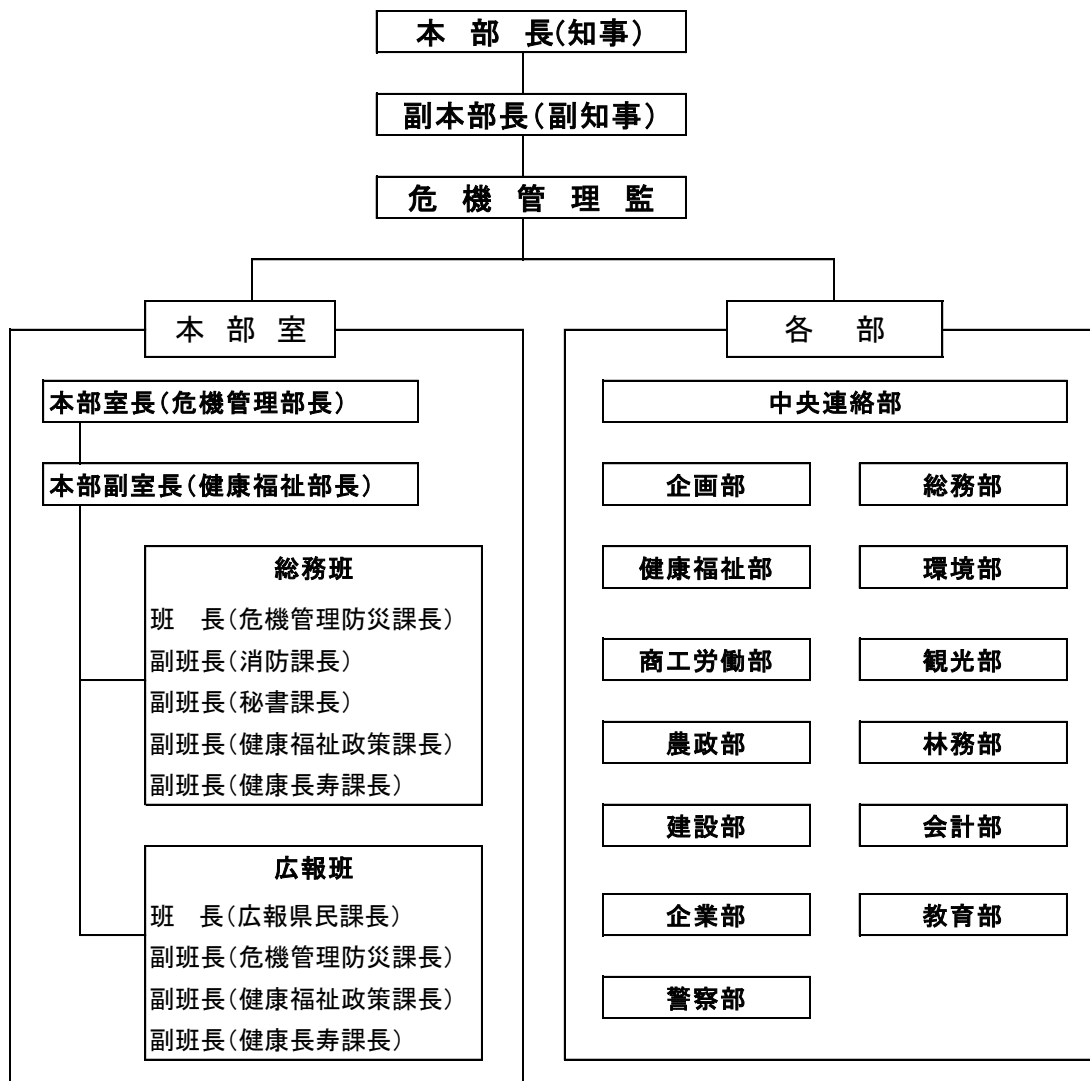 本 部 長(知事)
副本部長(副知事)
危 機 管 理 監
本 部 室
本部室長(危機管理部長)
本部副室長(健康福祉部長)
総務班
班 長(危機管理防災課長)
副班長(消防課長)
副班長(秘書課長)
副班長(健康福祉政策課長)
副班長(健康長寿課長)
広報班
班 長(広報県民課長)
副班長(危機管理防災課長)
副班長(健康福祉政策課長)
副班長(健康長寿課長)
各 部
中央連絡部
企画部
総務部
健康福祉部
環境部
商工労働部
観光部
農政部
林務部
建設部
会計部
企業部
教育部
警察部